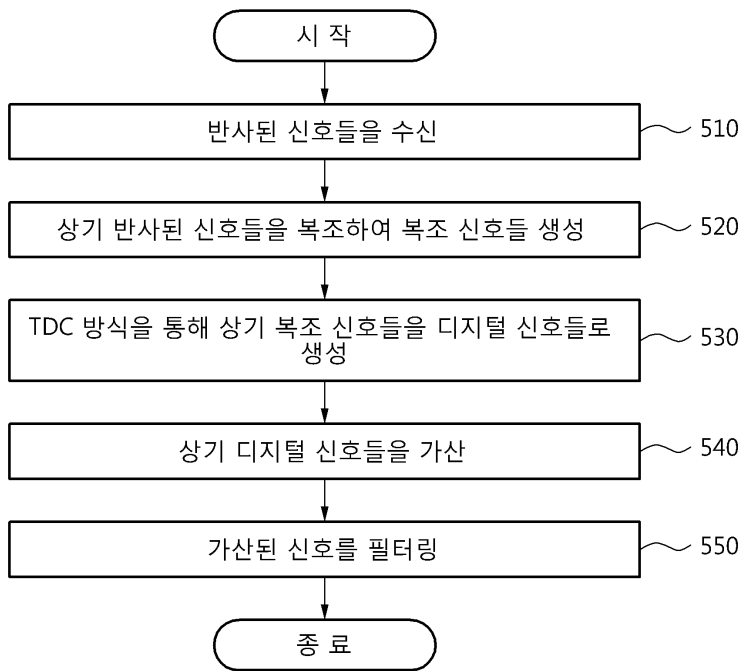 시 작
반사된 신호들을 수신
510
상기 반사된 신호들을 복조하여 복조 신호들 생성
520
TDC 방식을 통해 상기 복조 신호들을 디지털 신호들로
생성
530
상기 디지털 신호들을 가산
540
가산된 신호를 필터링
550
종 료